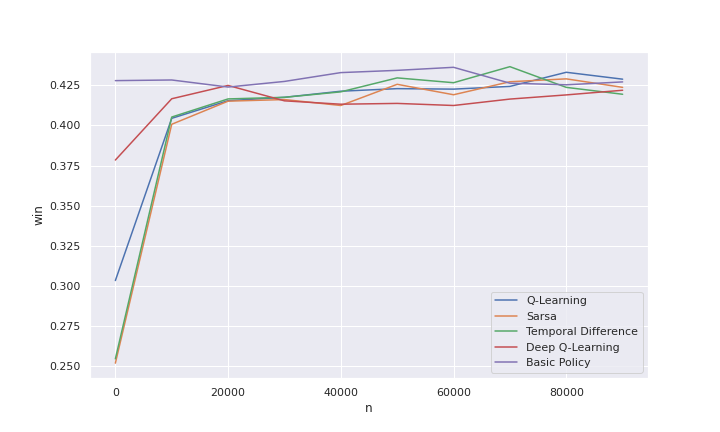 0.425
0.400
0.375
0.350
0.325
0.300
0.275
0.250
win
0
20000
40000
60000
80000
n
Q-Learning
Sarsa
Temporal Difference
Deep Q-Learning
Basic Policy